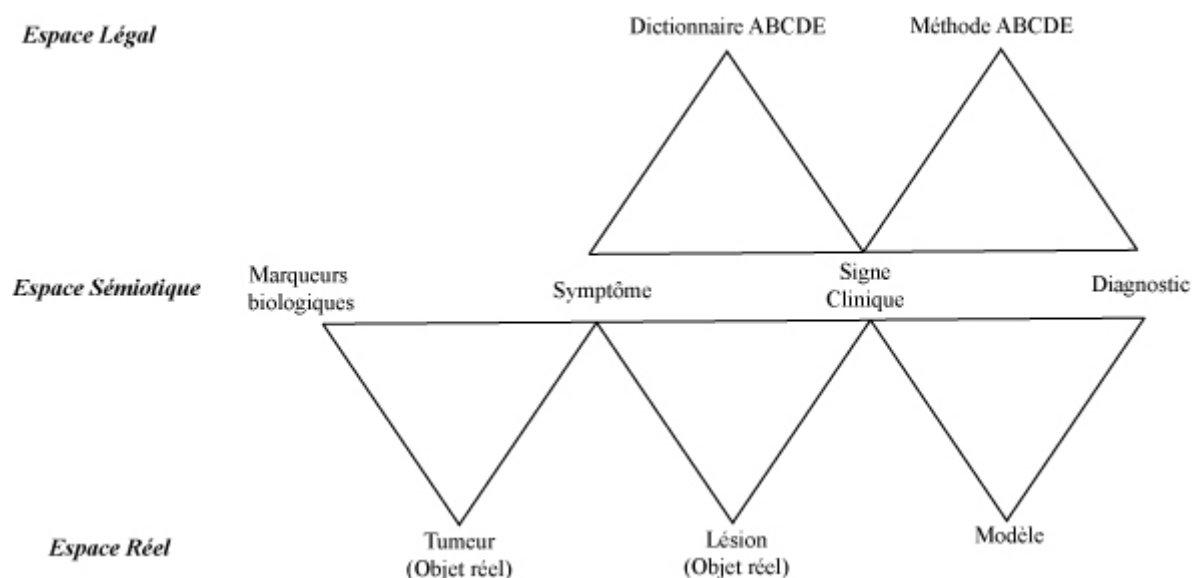 Espace Légal
Dictionnaire ABCDE
Méthode ABCDE
Espace Sémiotique
Marqueurs
biologiques
Symptôme
Signe
Clinique
Diagnostic
Espace Réel
Tumeur
(Objet réel)
Lésion
(Objet réel)
Modèle